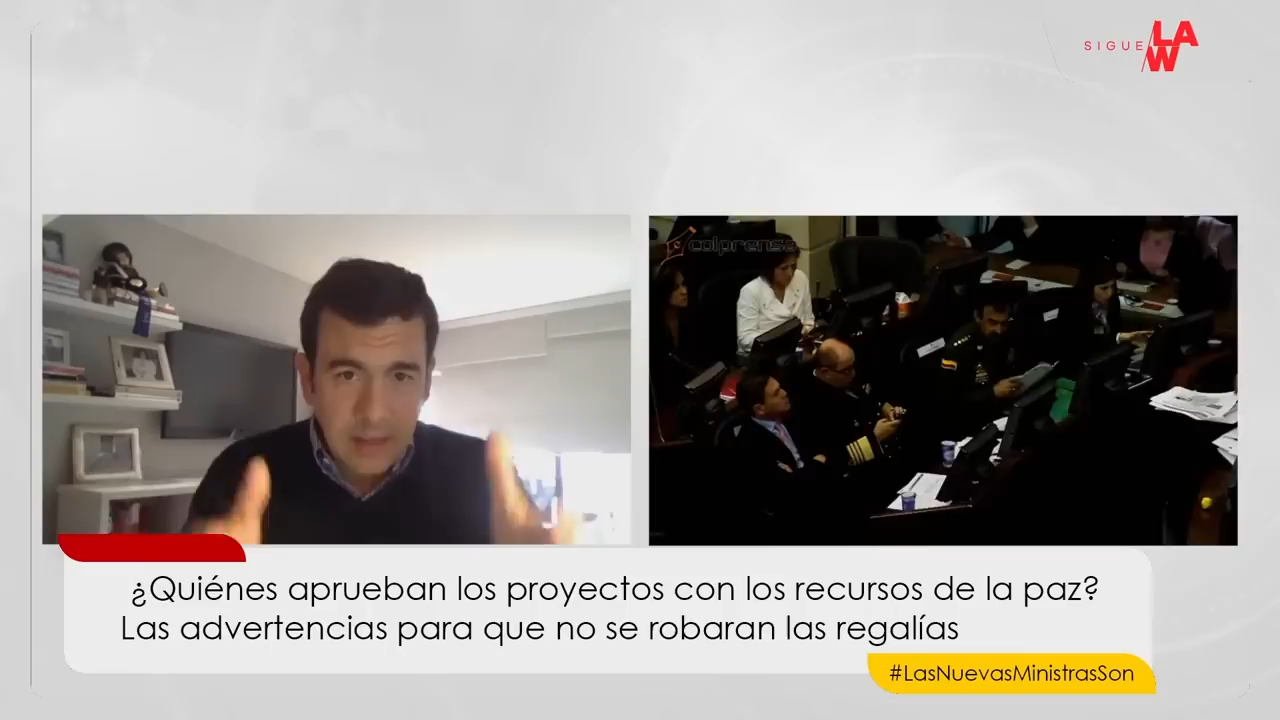 SIGUE LA W
colprensa
¿Quiénes aprueban los proyectos con los recursos de la paz?
Las advertencias para que no se robaran las regalías
#LasNuevasMinistrasSon